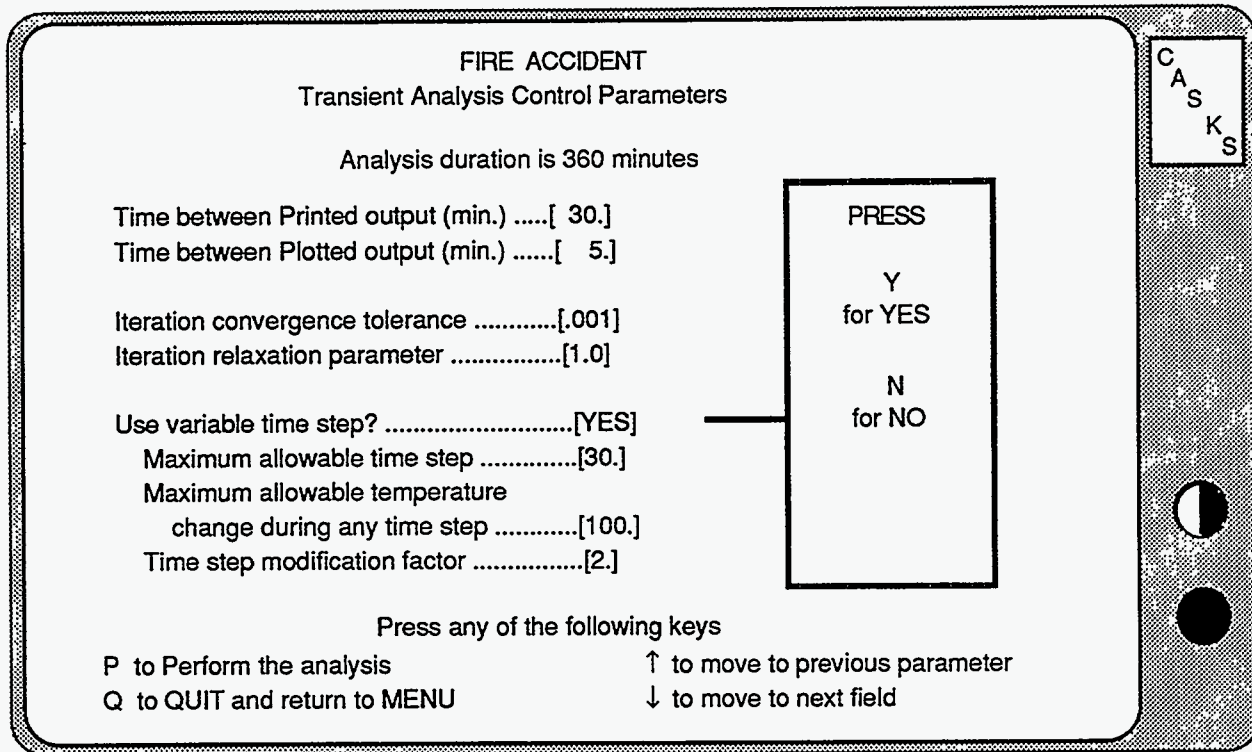 FIRE ACCIDENT
Transient Analysis Control Parameters
Analysis duration is 360 minutes
Time between Printed output (min.) .....[ 30.]
Time between Plotted output (min.) ......[ 5.]
Iteration convergence tolerance ............[.001]
Iteration relaxation parameter ................[1.0]
Use variable time step? ...........................[YES]
Maximum allowable time step ..............[30.]
Maximum allowable temperature
change during any time step ............[100.]
Time step modification factor ................[2.]
PRESS
Y
for YES
N
for NO
Press any of the following keys
P to Perform the analysis
Q to QUIT and return to MENU
↑ to move to previous parameter
↓ to move to next field
CASKS